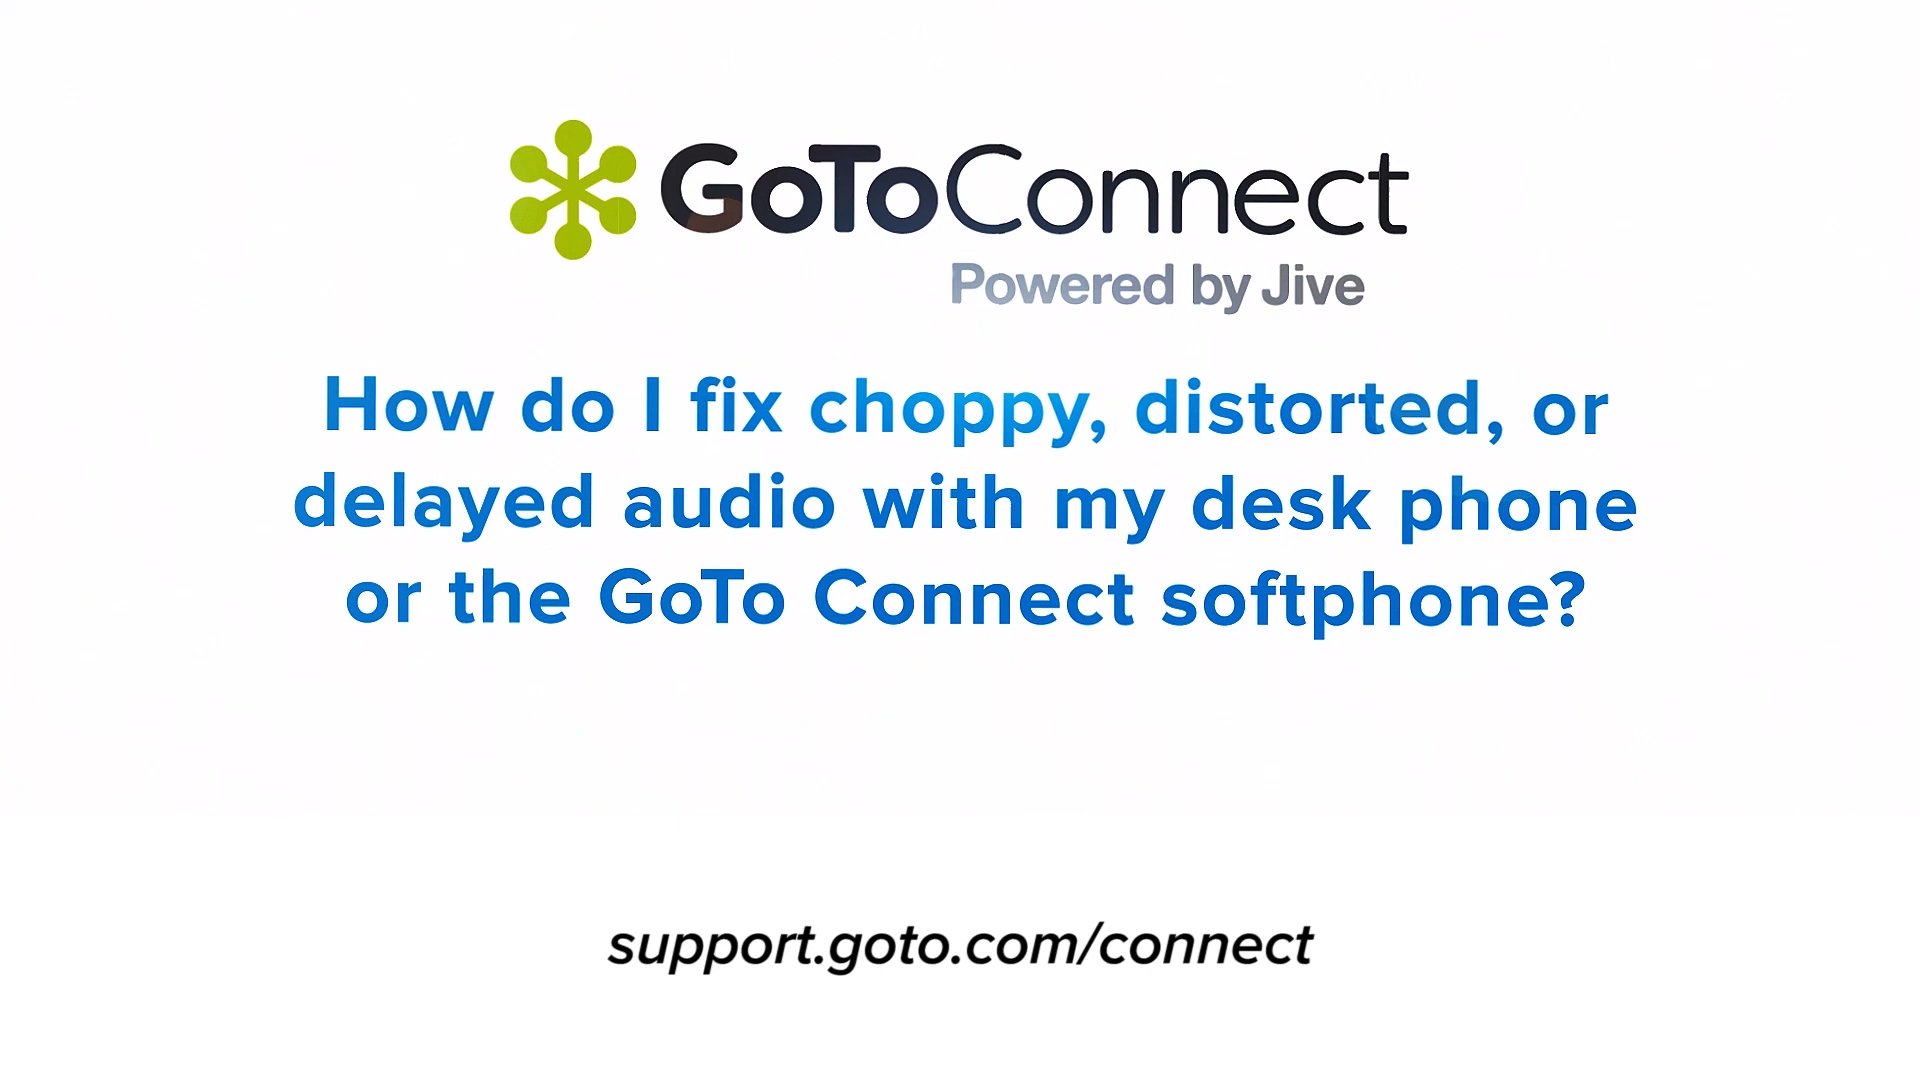 GoToConnect
Powered by Jive
How do I fix choppy, distorted, or
delayed audio with my desk phone
or the GoTo Connect softphone?
support.goto.com/connect